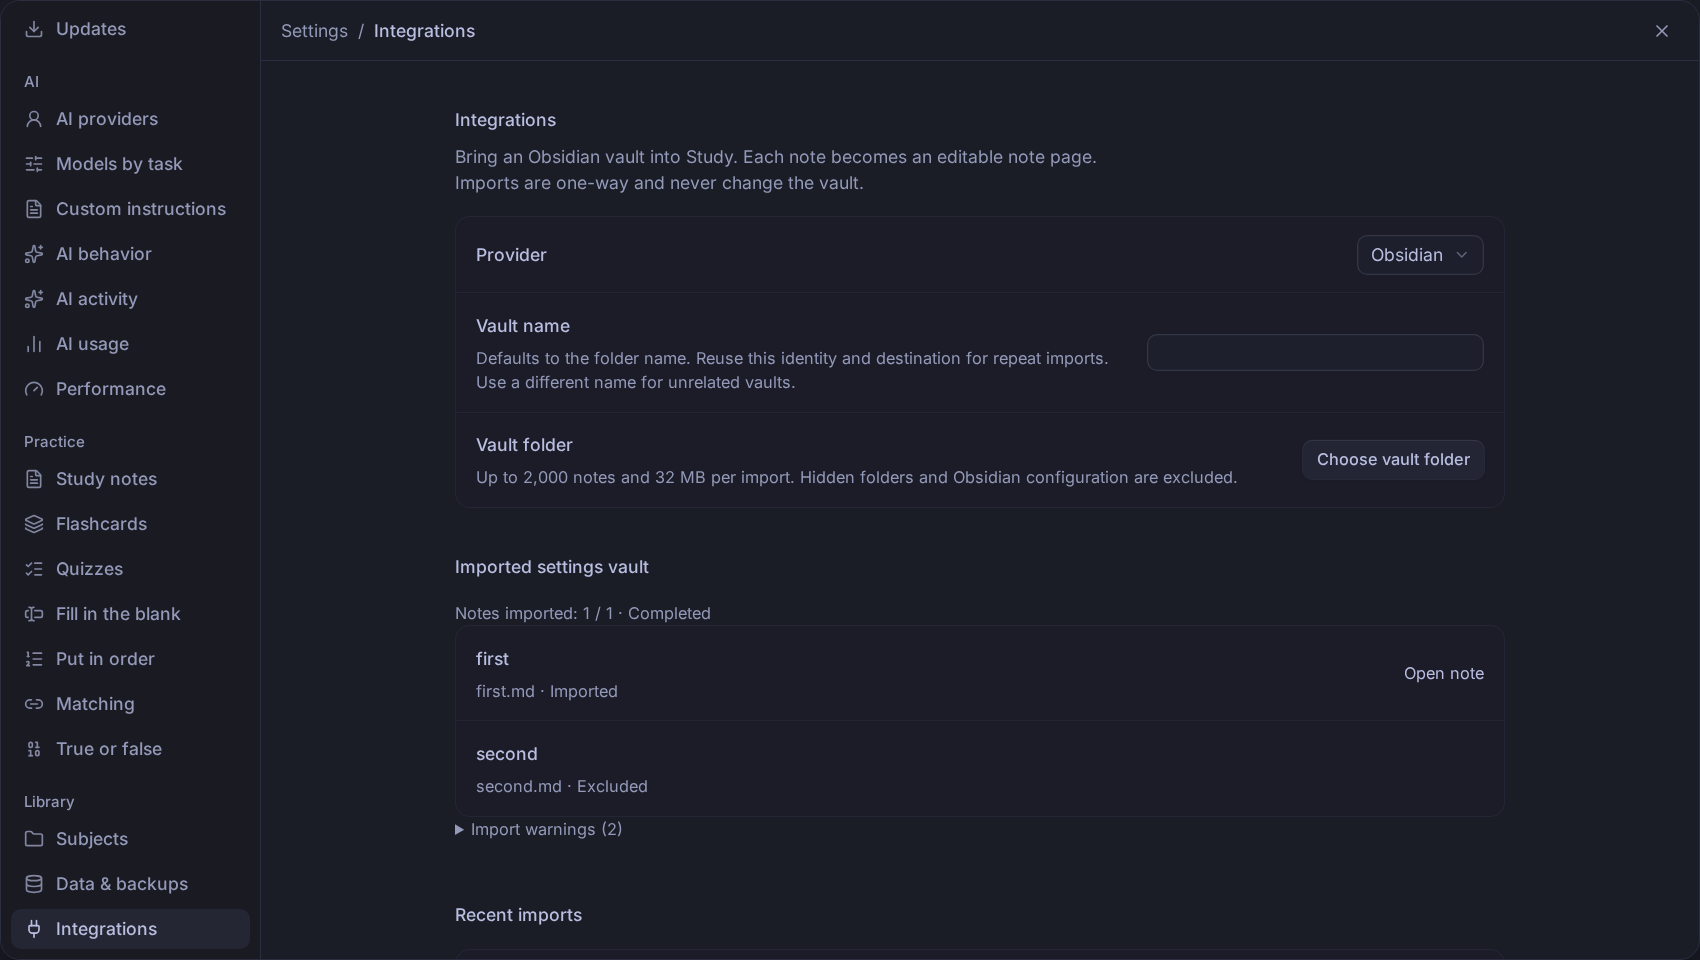 Updates
AI
AI providers
Models by task
Custom instructions
AI behavior
AI activity
AI usage
Performance
Practice
Study notes
Flashcards
Quizzes
Fill in the blank
Put in order
Matching
True or false
Library
Subjects
Data & backups
Integrations
Settings / Integrations
Integrations
Bring an Obsidian vault into Study. Each note becomes an editable note page.
Imports are one-way and never change the vault.
Provider
Obsidian
Vault name
Defaults to the folder name. Reuse this identity and destination for repeat imports.
Use a different name for unrelated vaults.
Vault folder
Up to 2,000 notes and 32 MB per import. Hidden folders and Obsidian configuration are excluded.
Choose vault folder
Imported settings vault
Notes imported: 1 / 1 · Completed
first
first.md · Imported
Open note
second
second.md · Excluded
Import warnings (2)
Recent imports